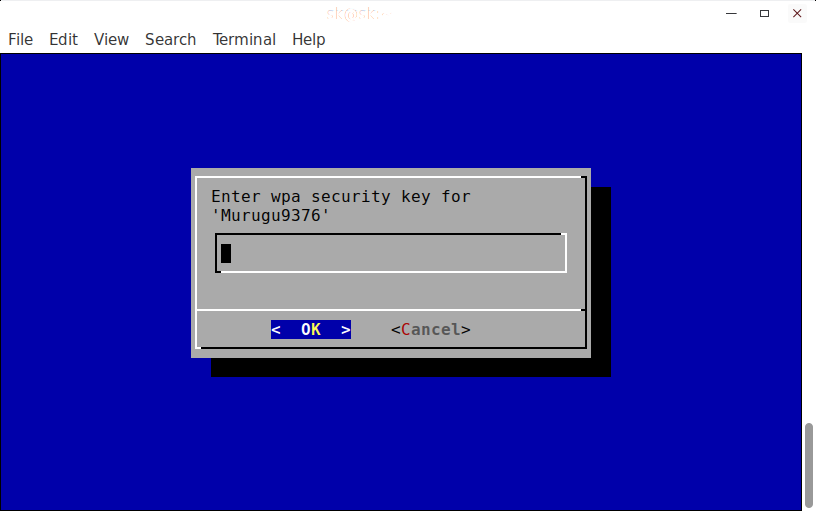 sk@sk:~
File Edit View Search Terminal Help
Enter wpa security key for
'Murugu9376'
< OK > <Cancel>